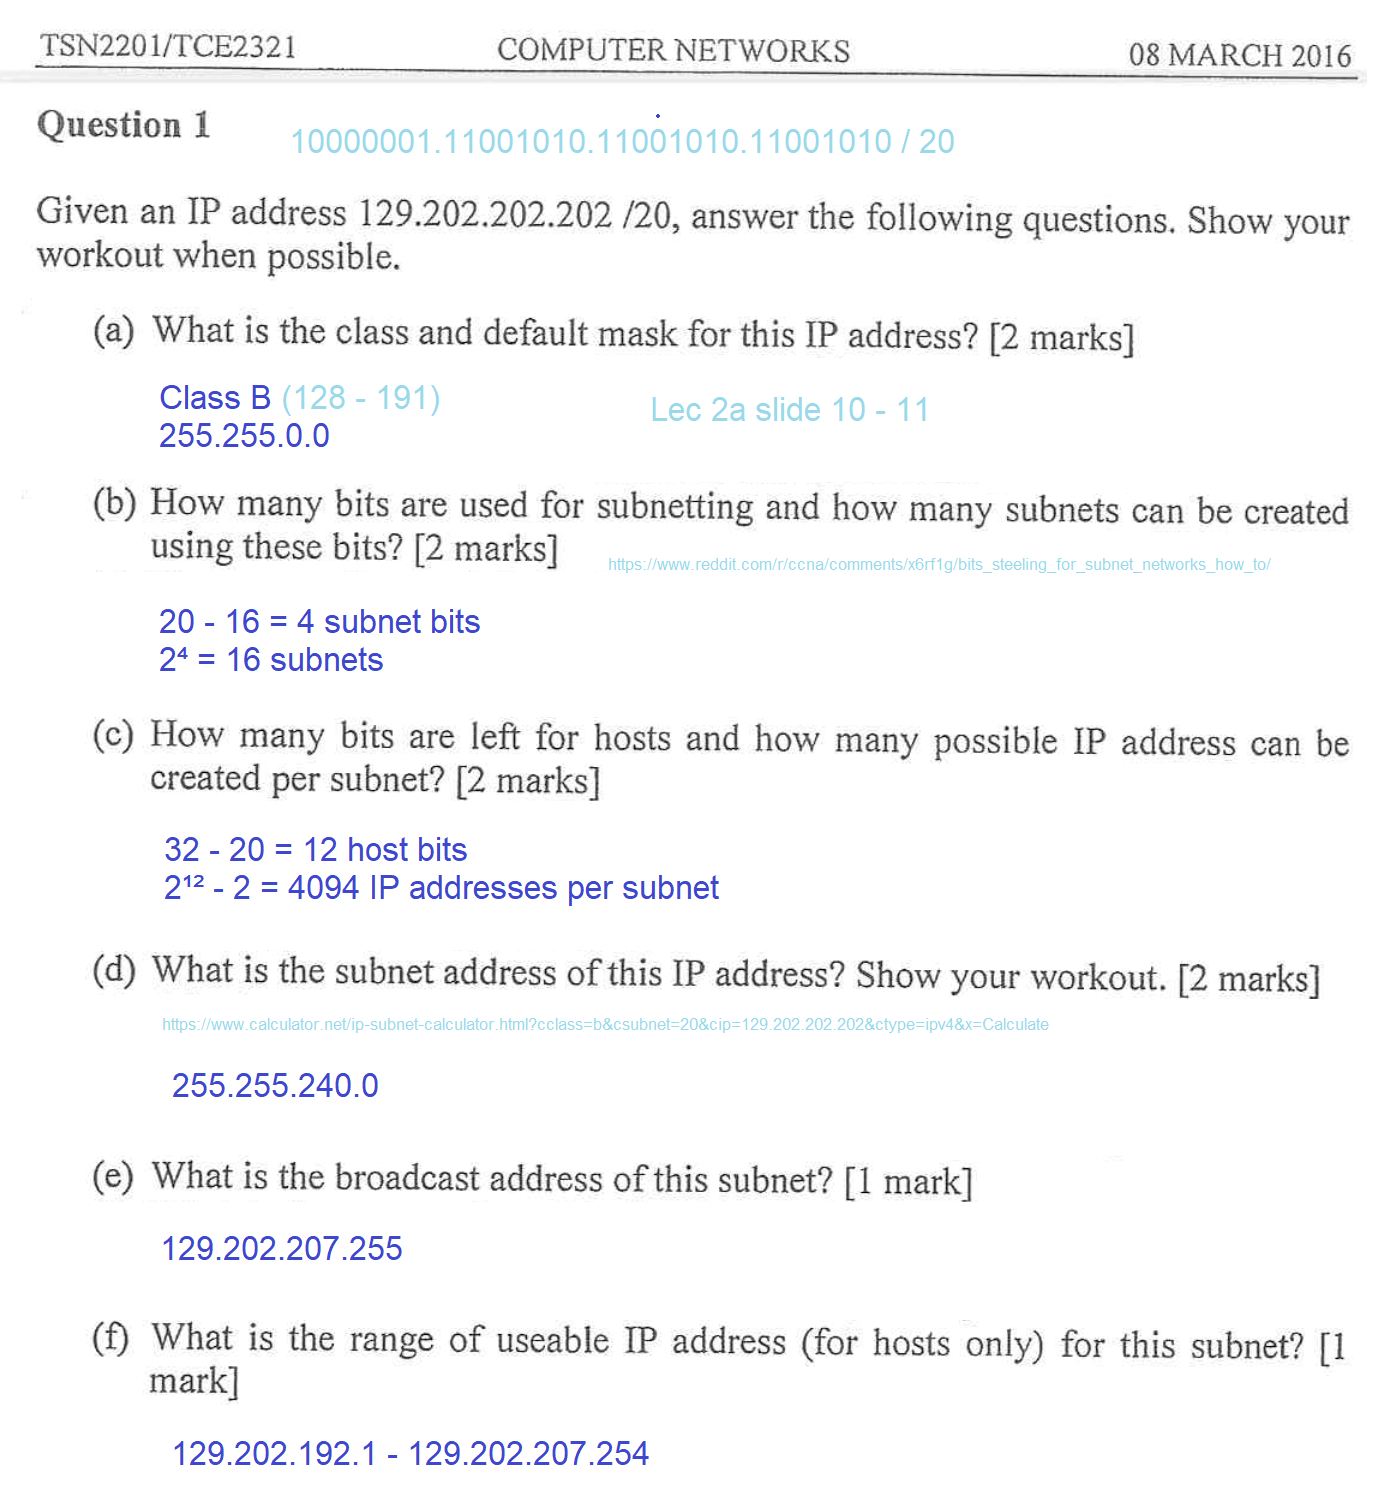 TSN2201/TCE2321 COMPUTER NETWORKS 08 MARCH 2016
Question 1
10000001.11001010.11001010.11001010 / 20
Given an IP address 129.202.202.202 /20, answer the following questions. Show your
workout when possible.
(a) What is the class and default mask for this IP address? [2 marks]
Class B (128 - 191)
Lec 2a slide 10 - 11
255.255.0.0
(b) How many bits are used for subnetting and how many subnets can be created
using these bits? [2 marks]
https://www.reddit.com/r/ccna/comments/x6rf1g/bits_steeling_for_subnet_networks_how_to/
20 - 16 = 4 subnet bits
2⁴ = 16 subnets
(c) How many bits are left for hosts and how many possible IP address can be
created per subnet? [2 marks]
32 - 20 = 12 host bits
2¹² - 2 = 4094 IP addresses per subnet
(d) What is the subnet address of this IP address? Show your workout. [2 marks]
https://www.calculator.net/ip-subnet-calculator.html?cclass=b&csubnet=20&cip=129.202.202.202&ctype=ipv4&x=Calculate
255.255.240.0
(e) What is the broadcast address of this subnet? [1 mark]
129.202.207.255
(f) What is the range of useable IP address (for hosts only) for this subnet? [1
mark]
129.202.192.1 - 129.202.207.254